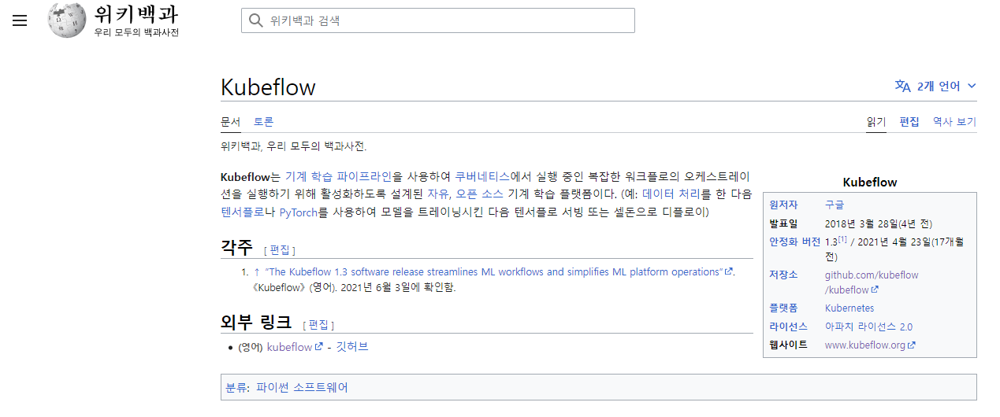 위키백과
우리 모두의 백과사전
위키백과 검색
Kubeflow
2개 언어
문서 토론
읽기 편집 역사 보기
위키백과, 우리 모두의 백과사전.
Kubeflow는 기계 학습 파이프라인을 사용하여 쿠버네티스에서 실행 중인 복잡한 워크플로의 오케스트레이
션을 실행하기 위해 활성화하도록 설계된 자유, 오픈 소스 기계 학습 플랫폼이다. (예: 데이터 처리를 한 다음
텐서플로나 PyTorch를 사용하여 모델을 트레이닝시킨 다음 텐서플로 서빙 또는 셀돈으로 디플로이)
각주 [ 편집 ]
1. ↑ “The Kubeflow 1.3 software release streamlines ML workflows and simplifies ML platform operations”.
《Kubeflow》 (영어). 2021년 6월 3일에 확인함.
외부 링크 [ 편집 ]
• (영어) kubeflow - 깃허브
Kubeflow
원저자 구글
발표일 2018년 3월 28일(4년 전)
안정화 버전 1.3[1] / 2021년 4월 23일(17개월
전)
저장소 github.com/kubeflow
/kubeflow
플랫폼 Kubernetes
라이선스 아파치 라이선스 2.0
웹사이트 www.kubeflow.org
분류: 파이썬 소프트웨어